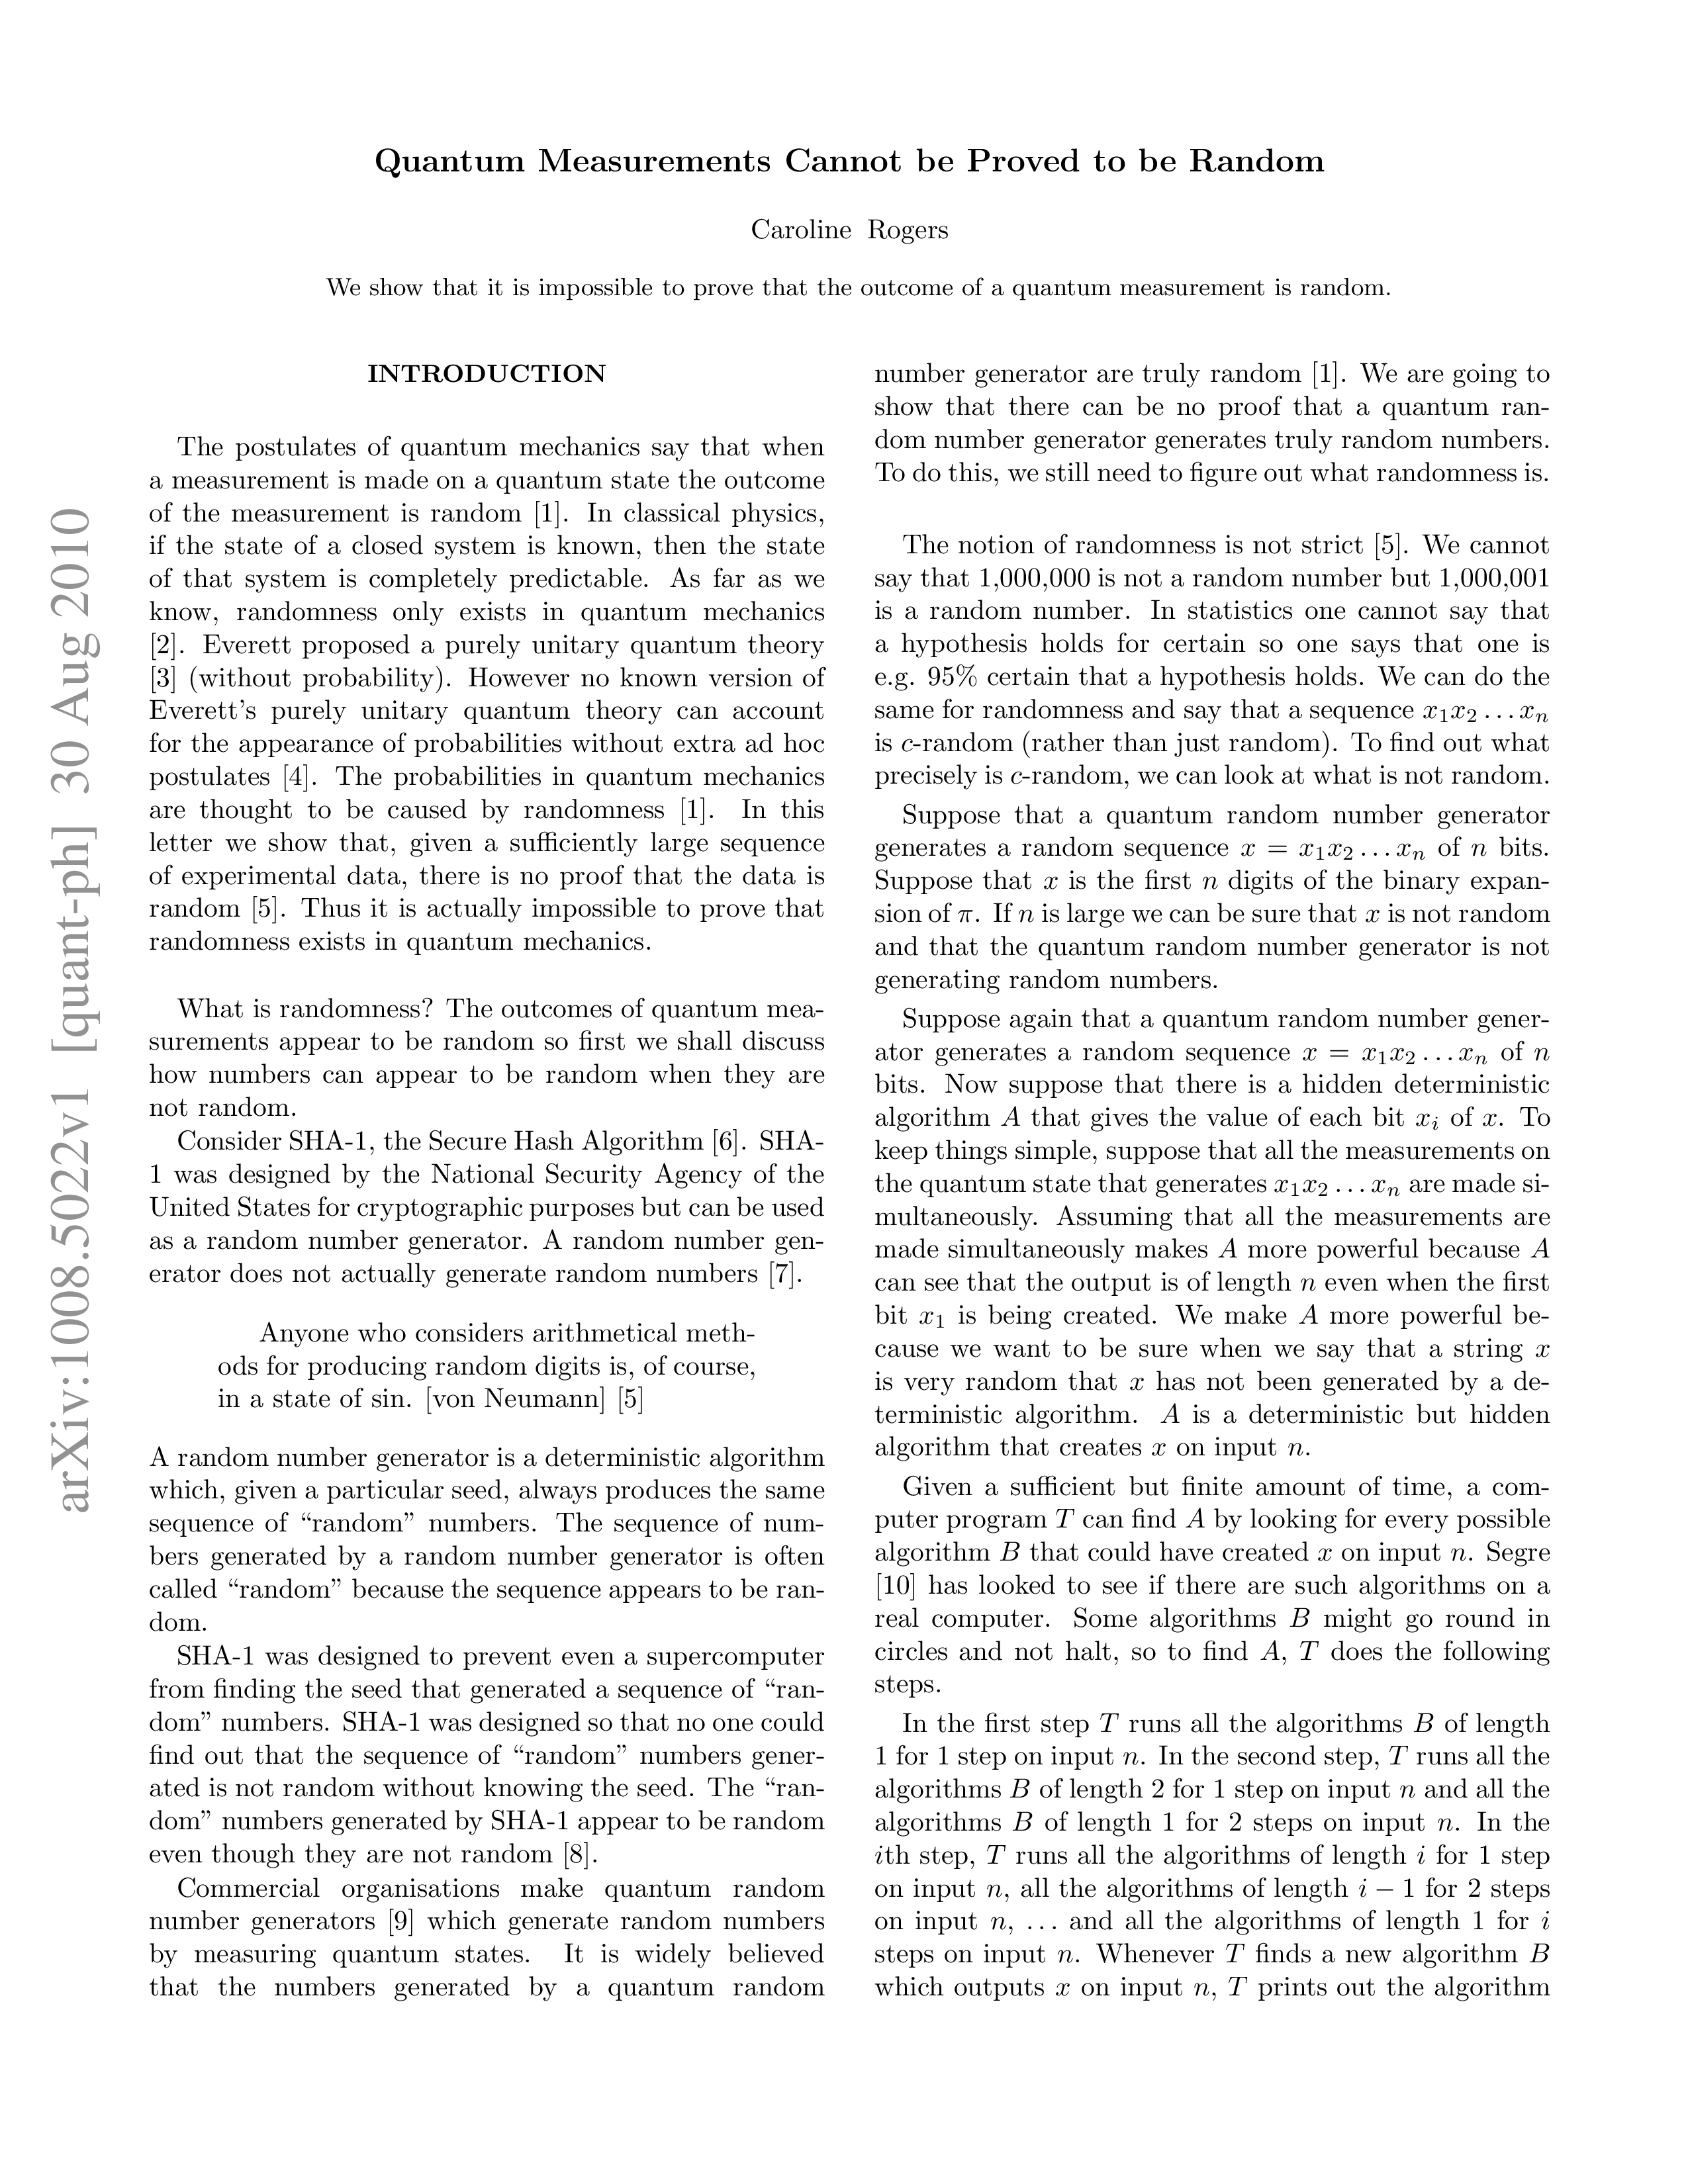 Quantum Measurements Cannot be Proved to be Random
Caroline Rogers
We show that it is impossible to prove that the outcome of a quantum measurement is random.
INTRODUCTION
The postulates of quantum mechanics say that when
a measurement is made on a quantum state the outcome
of the measurement is random [1]. In classical physics,
if the state of a closed system is known, then the state
of that system is completely predictable. As far as we
know, randomness only exists in quantum mechanics
[2]. Everett proposed a purely unitary quantum theory
[3] (without probability). However no known version of
Everett's purely unitary quantum theory can account
for the appearance of probabilities without extra ad hoc
postulates [4]. The probabilities in quantum mechanics
are thought to be caused by randomness [1]. In this
letter we show that, given a sufficiently large sequence
of experimental data, there is no proof that the data is
random [5]. Thus it is actually impossible to prove that
randomness exists in quantum mechanics.
What is randomness? The outcomes of quantum mea-
surements appear to be random so first we shall discuss
how numbers can appear to be random when they are
not random.
Consider SHA-1, the Secure Hash Algorithm [6]. SHA-
1 was designed by the National Security Agency of the
United States for cryptographic purposes but can be used
as a random number generator. A random number gen-
erator does not actually generate random numbers [7].
Anyone who considers arithmetical meth-
ods for producing random digits is, of course,
in a state of sin. [von Neumann] [5]
A random number generator is a deterministic algorithm
which, given a particular seed, always produces the same
sequence of “random” numbers. The sequence of num-
bers generated by a random number generator is often
called “random” because the sequence appears to be ran-
dom.
SHA-1 was designed to prevent even a supercomputer
from finding the seed that generated a sequence of “ran-
dom” numbers. SHA-1 was designed so that no one could
find out that the sequence of “random” numbers gener-
ated is not random without knowing the seed. The “ran-
dom” numbers generated by SHA-1 appear to be random
even though they are not random [8].
Commercial organisations make quantum random
number generators [9] which generate random numbers
by measuring quantum states. It is widely believed
that the numbers generated by a quantum random
number generator are truly random [1]. We are going to
show that there can be no proof that a quantum ran-
dom number generator generates truly random numbers.
To do this, we still need to figure out what randomness is.
The notion of randomness is not strict [5]. We cannot
say that 1,000,000 is not a random number but 1,000,001
is a random number. In statistics one cannot say that
a hypothesis holds for certain so one says that one is
e.g. 95% certain that a hypothesis holds. We can do the
same for randomness and say that a sequence x₁x₂ … xₙ
is c-random (rather than just random). To find out what
precisely is c-random, we can look at what is not random.
Suppose that a quantum random number generator
generates a random sequence x = x₁x₂ … xₙ of n bits.
Suppose that x is the first n digits of the binary expan-
sion of π. If n is large we can be sure that x is not random
and that the quantum random number generator is not
generating random numbers.
Suppose again that a quantum random number gener-
ator generates a random sequence x = x₁x₂ … xₙ of n
bits. Now suppose that there is a hidden deterministic
algorithm A that gives the value of each bit xᵢ of x. To
keep things simple, suppose that all the measurements on
the quantum state that generates x₁x₂ … xₙ are made si-
multaneously. Assuming that all the measurements are
made simultaneously makes A more powerful because A
can see that the output is of length n even when the first
bit x₁ is being created. We make A more powerful be-
cause we want to be sure when we say that a string x
is very random that x has not been generated by a de-
terministic algorithm. A is a deterministic but hidden
algorithm that creates x on input n.
Given a sufficient but finite amount of time, a com-
puter program T can find A by looking for every possible
algorithm B that could have created x on input n. Segre
[10] has looked to see if there are such algorithms on a
real computer. Some algorithms B might go round in
circles and not halt, so to find A, T does the following
steps.
In the first step T runs all the algorithms B of length
1 for 1 step on input n. In the second step, T runs all the
algorithms B of length 2 for 1 step on input n and all the
algorithms B of length 1 for 2 steps on input n. In the
ith step, T runs all the algorithms of length i for 1 step
on input n, all the algorithms of length i − 1 for 2 steps
on input n, … and all the algorithms of length 1 for i
steps on input n. Whenever T finds a new algorithm B
which outputs x on input n, T prints out the algorithm
arXiv:1008.5022v1 [quant-ph] 30 Aug 2010